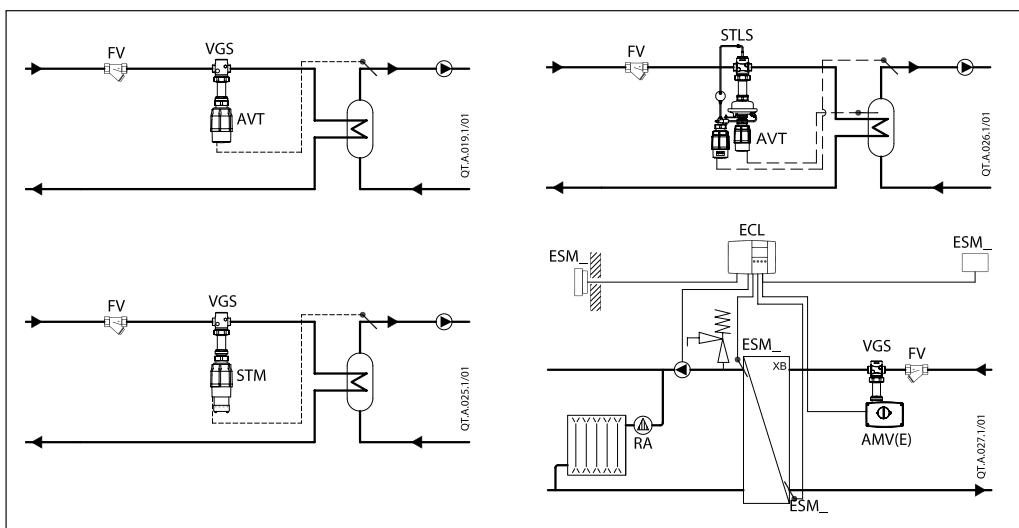 FV
VGS
AVT
QT.A.019.1/01
FV
STLS
AVT
QT.A.026.1/01
FV
VGS
STM
QT.A.025.1/01
ESM_
ECL
ESM_
ESM_
XB
VGS
FV
AMV(E)
RA
ESM_
QT.A.027.1/01